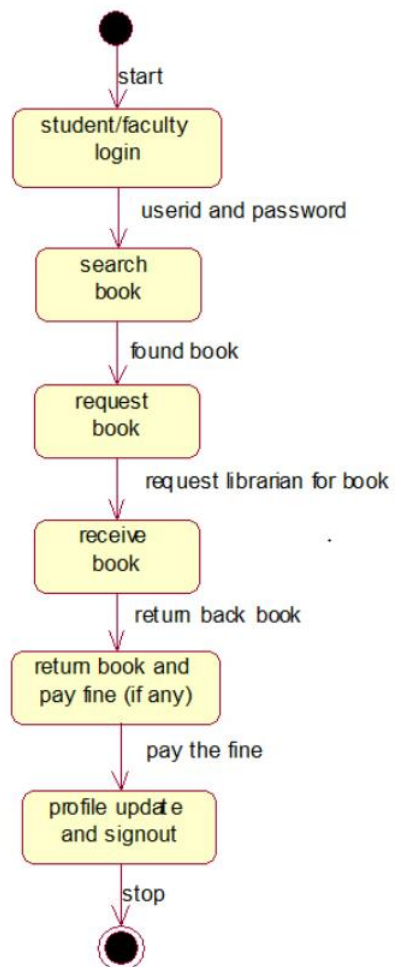 start
student/faculty
login
userid and password
search
book
found book
request
book
request librarian for book
receive
book
return back book
return book and
pay fine (if any)
pay the fine
profile update
and signout
stop